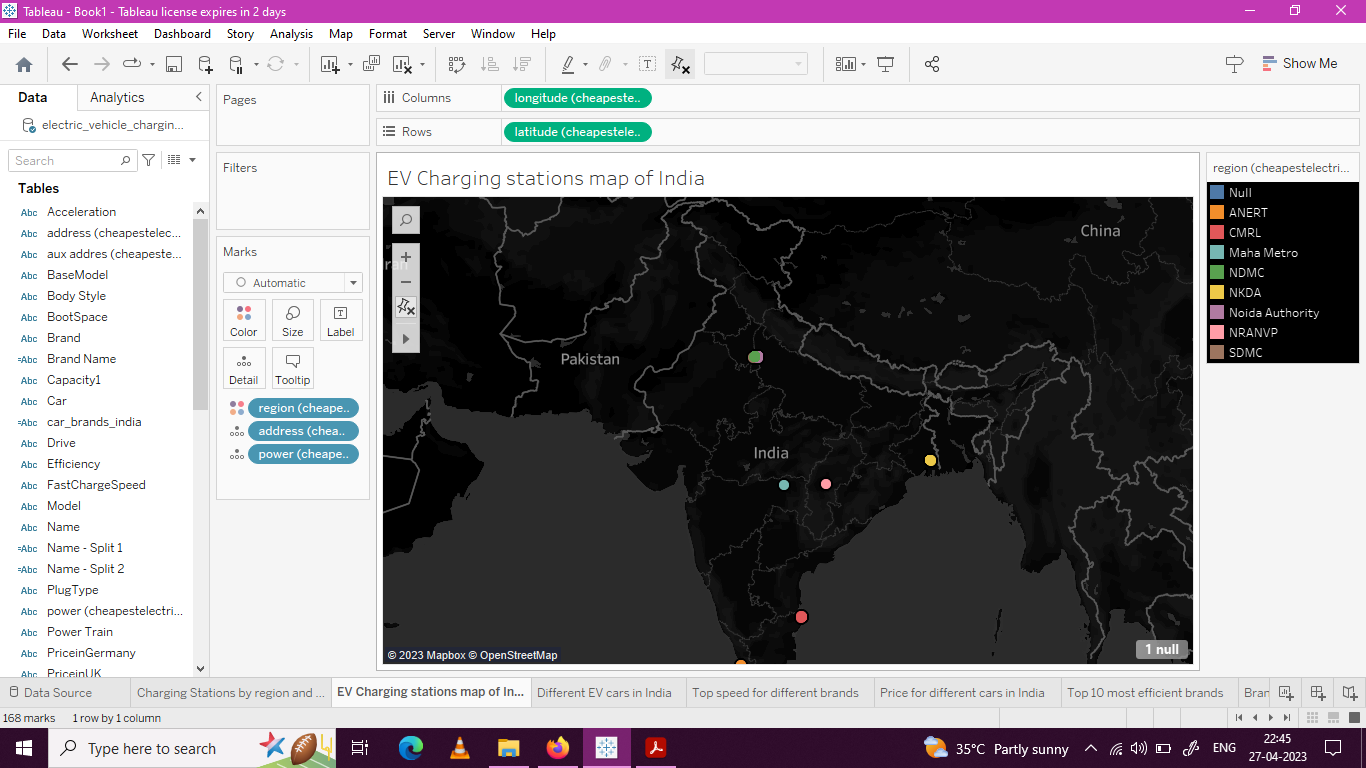 Tableau - Book1 - Tableau license expires in 2 days
File Data Worksheet Dashboard Story Analysis Map Format Server Window Help
Show Me
Data Analytics
electric_vehicle_chargin...
Search
Tables
Abc Acceleration
Abc address (cheapestelec...
Abc aux addres (cheapeste...
Abc BaseModel
Abc Body Style
Abc BootSpace
Abc Brand
=Abc Brand Name
Abc Capacity1
Abc Car
=Abc car_brands_india
Abc Drive
Abc Efficiency
Abc FastChargeSpeed
Abc Model
Abc Name
=Abc Name - Split 1
=Abc Name - Split 2
Abc PlugType
Abc power (cheapestelectri...
Abc Power Train
Abc PriceinGermany
Abc PriceinUK
Pages
Filters
Marks
Automatic
Color Size Label
Detail Tooltip
region (cheape..
address (chea..
power (cheape..
Columns longitude (cheapeste..
Rows latitude (cheapestele..
EV Charging stations map of India
China
ran
Pakistan
India
© 2023 Mapbox © OpenStreetMap
1 null
region (cheapestelectri...
Null
ANERT
CMRL
Maha Metro
NDMC
NKDA
Noida Authority
NRANVP
SDMC
Data Source Charging Stations by region and ... EV Charging stations map of In... Different EV cars in India Top speed for different brands Price for different cars in India Top 10 most efficient brands Bran
168 marks 1 row by 1 column
Type here to search
35°C Partly sunny
ENG
22:45
27-04-2023